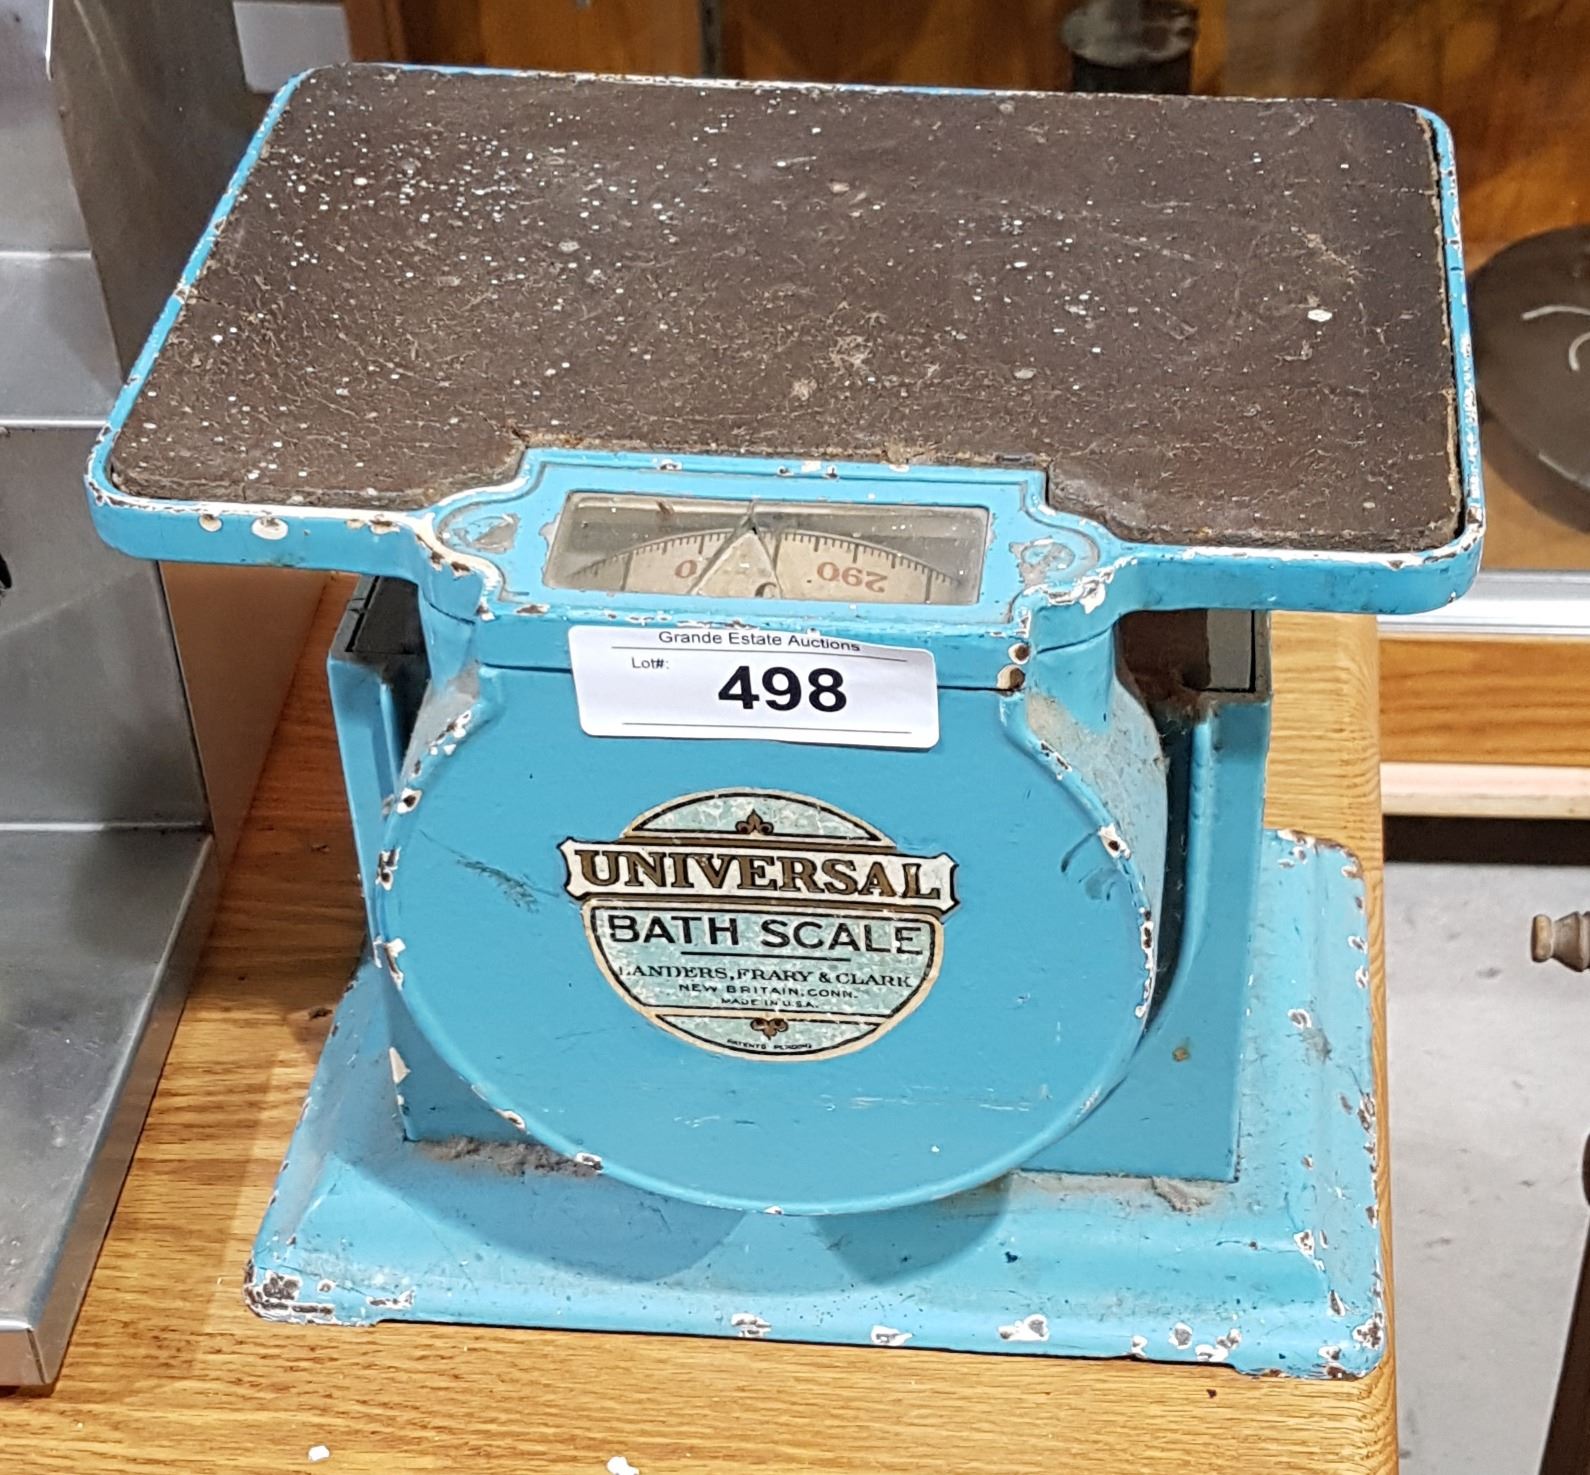 0 290
Grande Estate Auctions
Lot#:
498
UNIVERSAL
BATH SCALE
LANDERS, FRARY & CLARK
NEW BRITAIN, CONN.
MADE IN U.S.A.
PATENTS PENDING